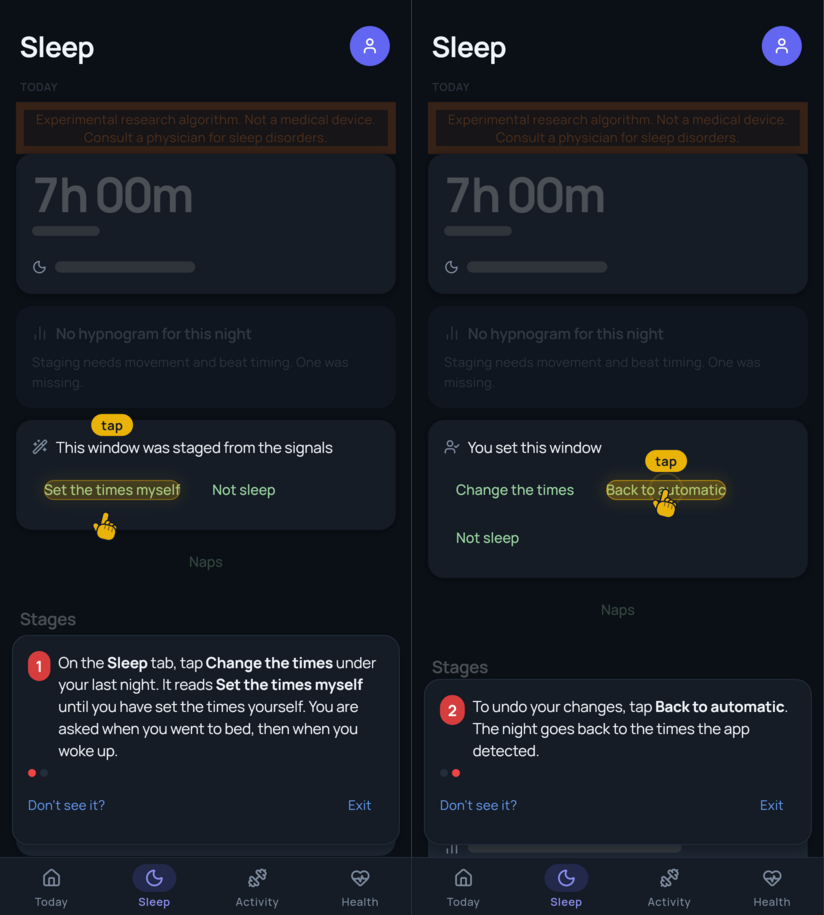 Sleep
TODAY
Experimental research algorithm. Not a medical device.
Consult a physician for sleep disorders.
7h 00m
No hypnogram for this night
Staging needs movement and beat timing. One was
missing.
tap
This window was staged from the signals
Set the times myself
Not sleep
Naps
Stages
1
On the Sleep tab, tap Change the times under
your last night. It reads Set the times myself
until you have set the times yourself. You are
asked when you went to bed, then when you
woke up.
Don't see it?
Exit
Today
Sleep
Activity
Health
Sleep
TODAY
Experimental research algorithm. Not a medical device.
Consult a physician for sleep disorders.
7h 00m
No hypnogram for this night
Staging needs movement and beat timing. One was
missing.
You set this window
tap
Change the times
Back to automatic
Not sleep
Naps
Stages
2
To undo your changes, tap Back to automatic.
The night goes back to the times the app
detected.
Don't see it?
Exit
Today
Sleep
Activity
Health